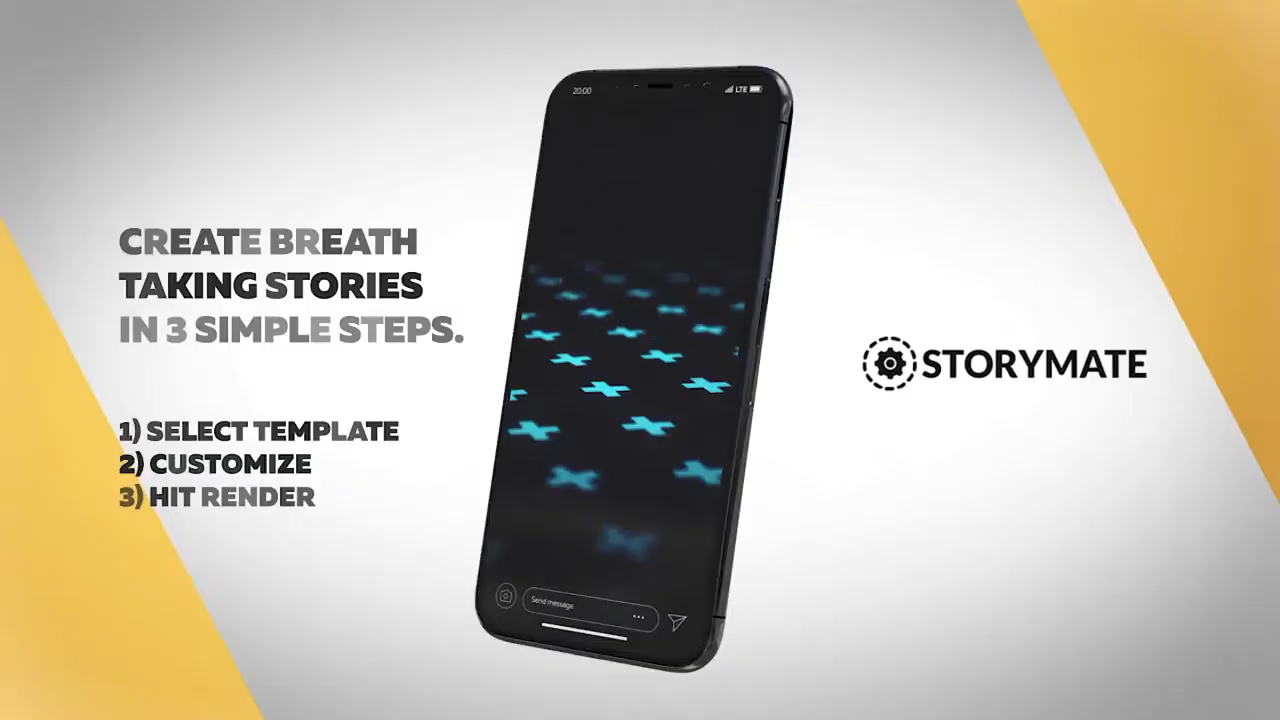 CREATE BREATH
TAKING STORIES
IN 3 SIMPLE STEPS.
1) SELECT TEMPLATE
2) CUSTOMIZE
3) HIT RENDER
20:00
LTE
Send message
STORYMATE